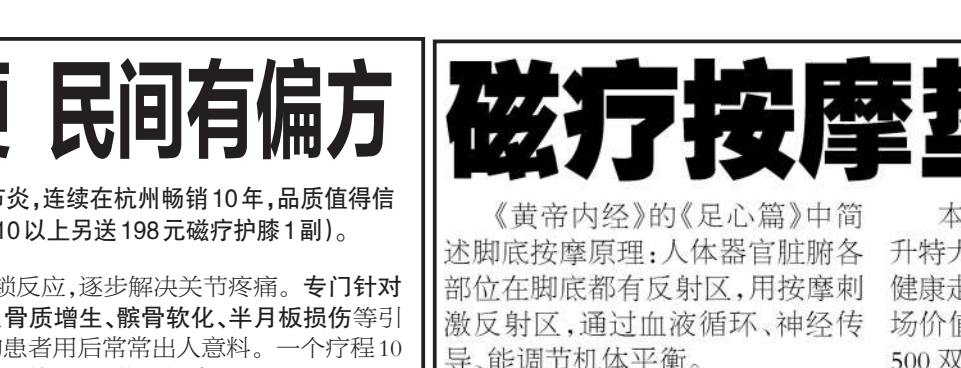 民间有偏方
节炎,连续在杭州畅销10年,品质值得信
10以上另送198元磁疗护膝1副)。
锁反应,逐步解决关节疼痛。专门针对
骨质增生、髌骨软化、半月板损伤等引
患者用后常常出人意料。一个疗程10
磁疗按摩垫
《黄帝内经》的《足心篇》中简
述脚底按摩原理:人体器官脏腑各
部位在脚底都有反射区,用按摩刺
激反射区,通过血液循环、神经传
导、能调节机体平衡。
本
升特大
健康走
场价值
500双